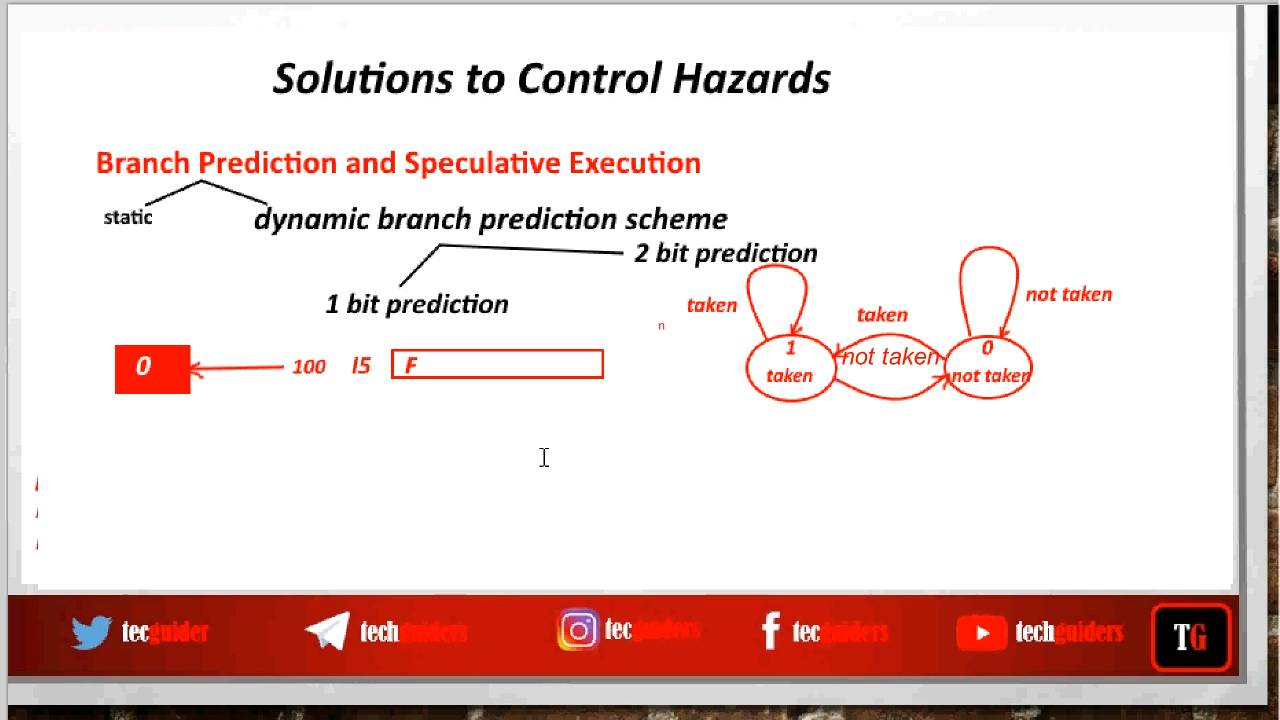 Solutions to Control Hazards
Branch Prediction and Speculative Execution
static
dynamic branch prediction scheme
2 bit prediction
1 bit prediction
taken
taken
not taken
n
0
100 I5 F
1
taken
not taken
0
not taken
tecguider
techguiders
tecguiders
tecguiders
techguiders
TG